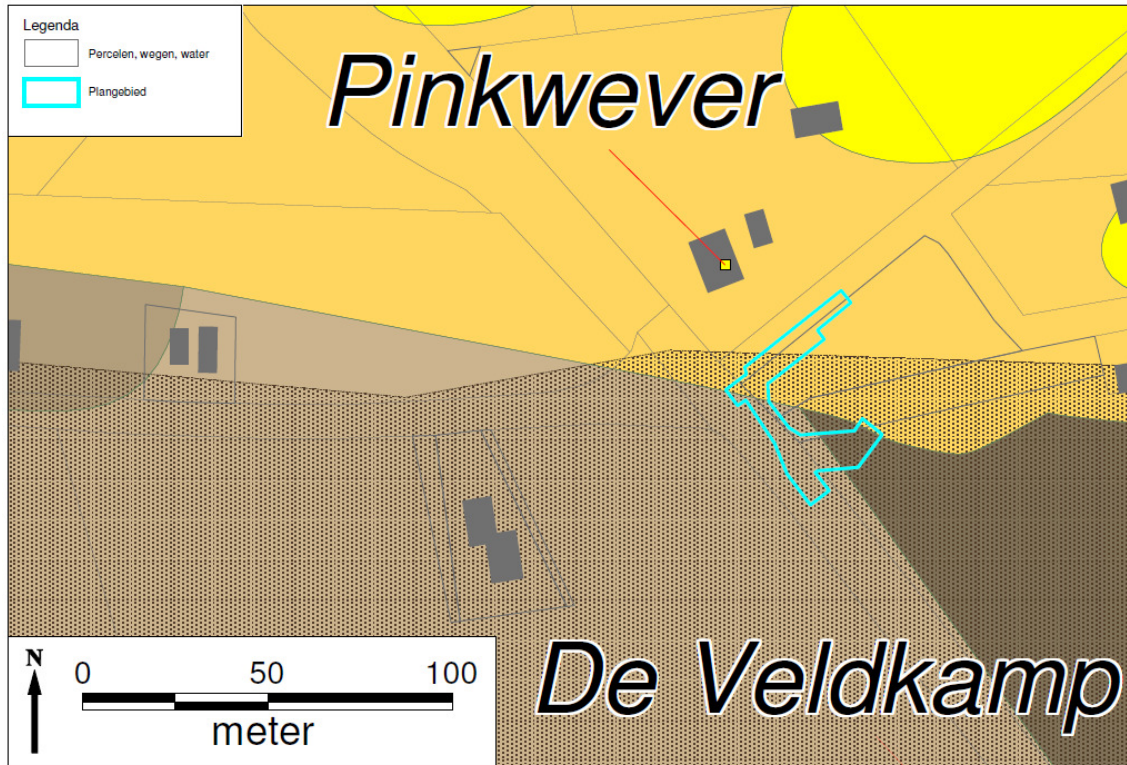 Legenda
Percelen, wegen, water
Plangebied
Pinkwever
De Veldkamp
N
0 50 100
meter